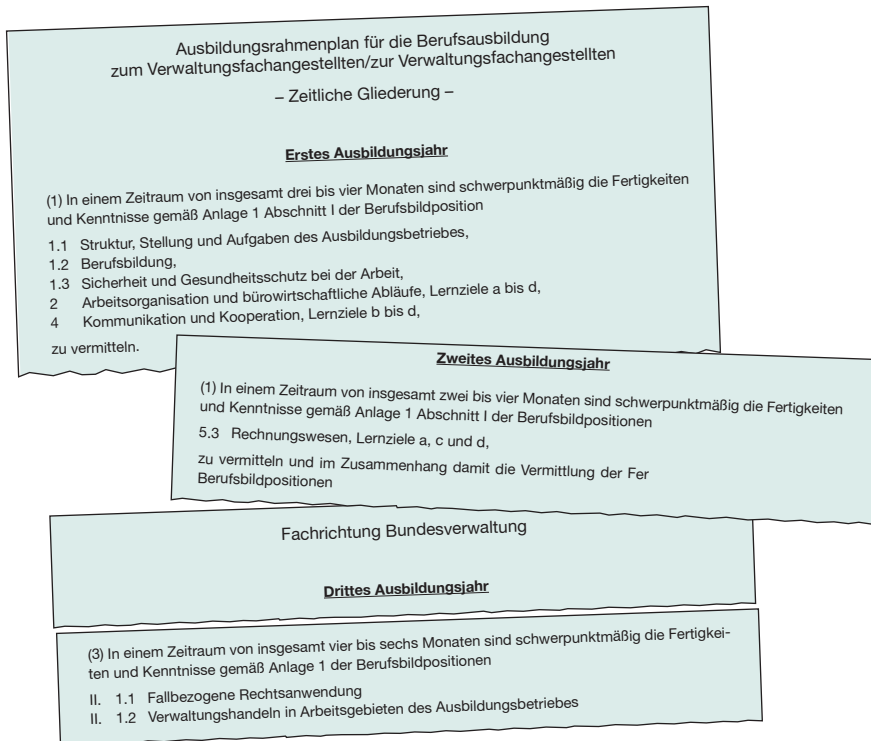 Ausbildungsrahmenplan für die Berufsausbildung
zum Verwaltungsfachangestellten/zur Verwaltungsfachangestellten
– Zeitliche Gliederung –
Erstes Ausbildungsjahr
(1) In einem Zeitraum von insgesamt drei bis vier Monaten sind schwerpunktmäßig die Fertigkeiten
und Kenntnisse gemäß Anlage 1 Abschnitt I der Berufsbildposition
1.1 Struktur, Stellung und Aufgaben des Ausbildungsbetriebes,
1.2 Berufsbildung,
1.3 Sicherheit und Gesundheitsschutz bei der Arbeit,
2 Arbeitsorganisation und bürowirtschaftliche Abläufe, Lernziele a bis d,
4 Kommunikation und Kooperation, Lernziele b bis d,
zu vermitteln.
Zweites Ausbildungsjahr
(1) In einem Zeitraum von insgesamt zwei bis vier Monaten sind schwerpunktmäßig die Fertigkeiten
und Kenntnisse gemäß Anlage 1 Abschnitt I der Berufsbildpositionen
5.3 Rechnungswesen, Lernziele a, c und d,
zu vermitteln und im Zusammenhang damit die Vermittlung der Fer
Berufsbildpositionen
Fachrichtung Bundesverwaltung
Drittes Ausbildungsjahr
(3) In einem Zeitraum von insgesamt vier bis sechs Monaten sind schwerpunktmäßig die Fertigkei-
ten und Kenntnisse gemäß Anlage 1 der Berufsbildpositionen
II. 1.1 Fallbezogene Rechtsanwendung
II. 1.2 Verwaltungshandeln in Arbeitsgebieten des Ausbildungsbetriebes